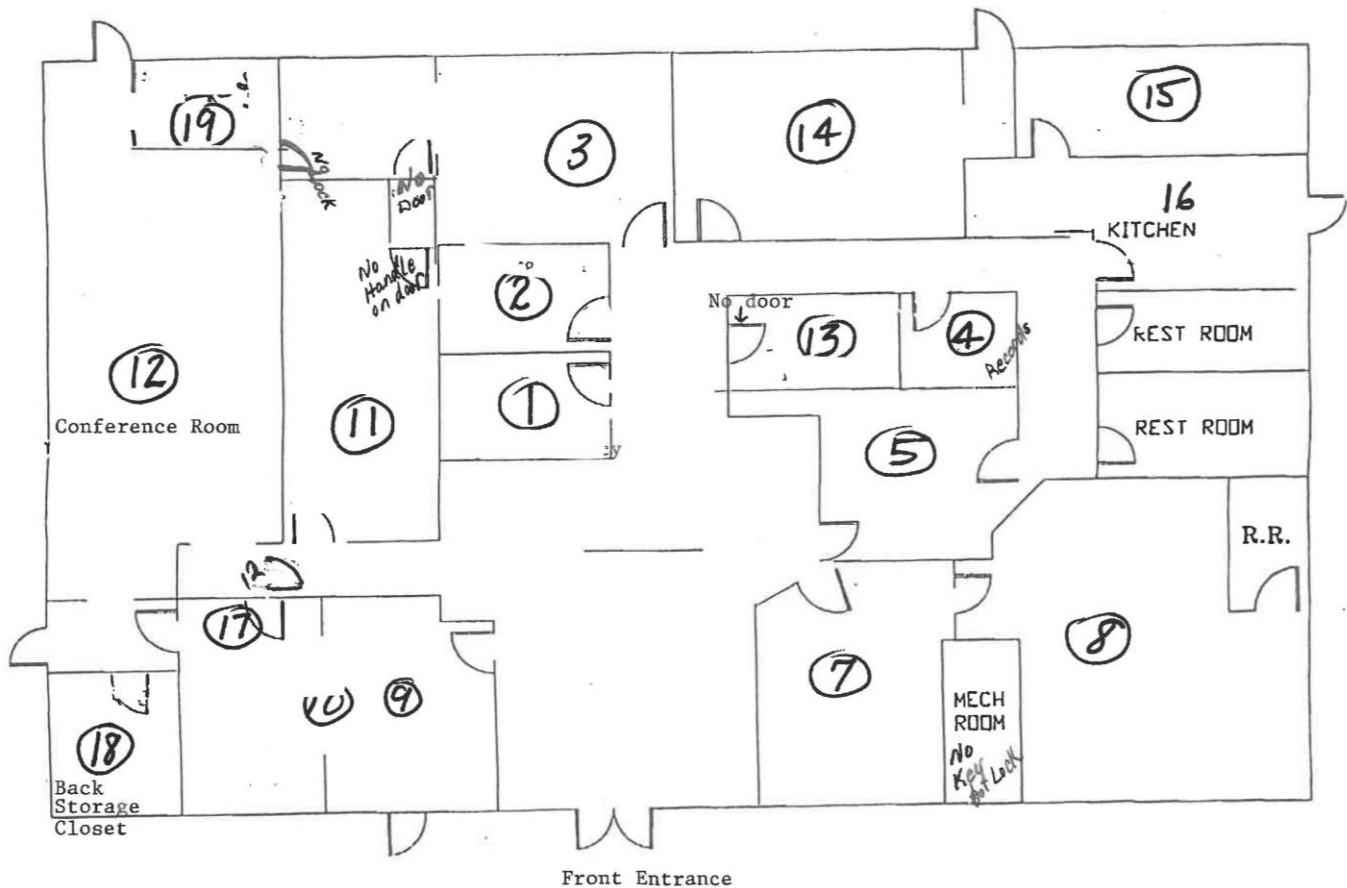 19
No
Lock
3
14
15
No
Door
16
KITCHEN
No
Handle
on door
2
No door
13
4
Records
REST ROOM
12
Conference Room
11
1
5
REST ROOM
R.R.
12
17
10
9
7
8
MECH
ROOM
No
Key
Lock
18
Back
Storage
Closet
Front Entrance